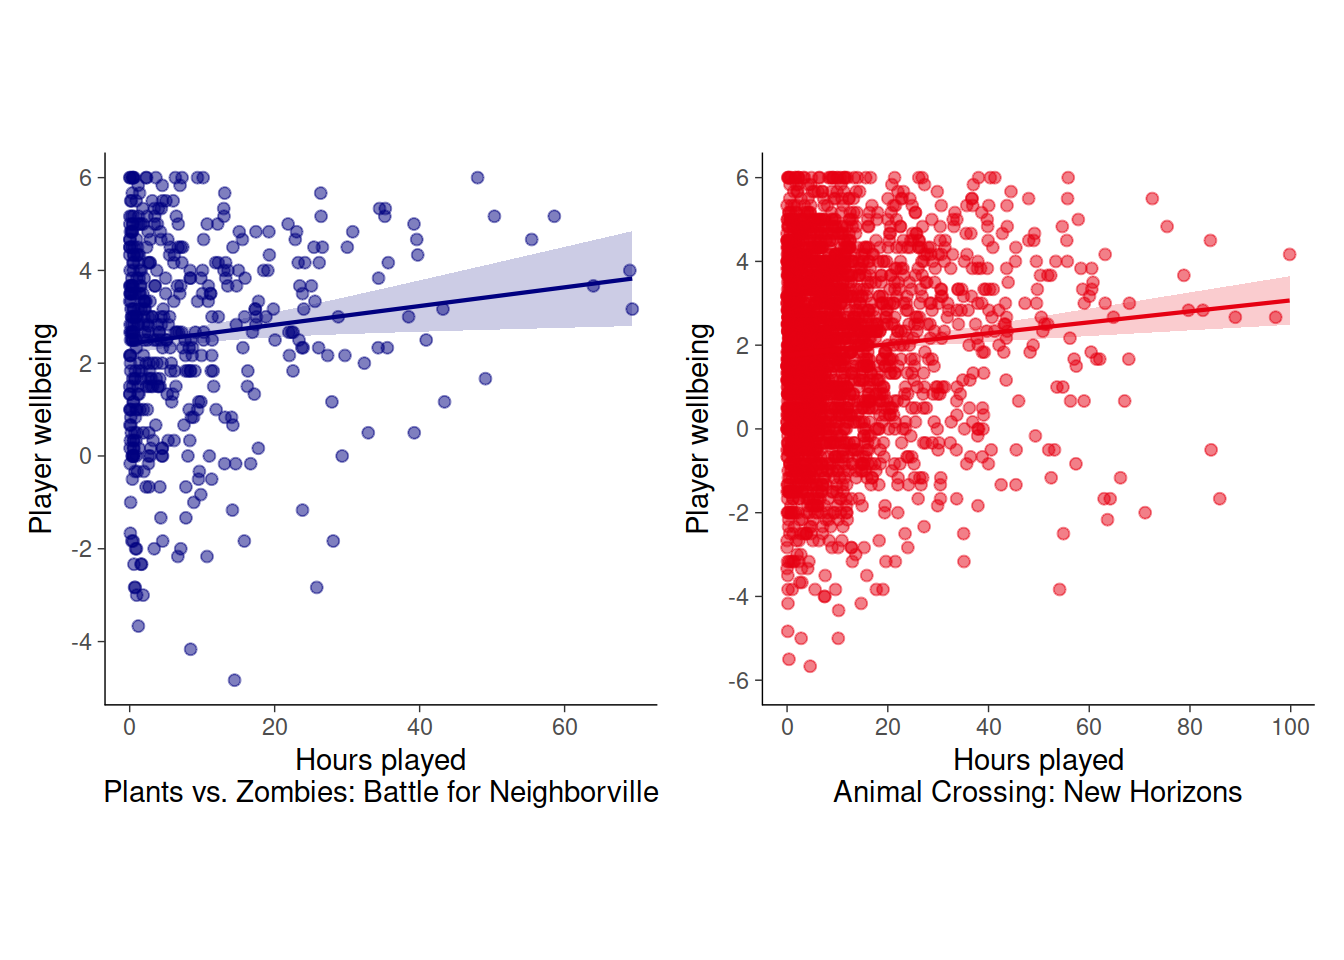 Player wellbeing
6
4
2
0
-2
-4
0 20 40 60
Hours played
Plants vs. Zombies: Battle for Neighborville
Player wellbeing
6
4
2
0
-2
-4
-6
0 20 40 60 80 100
Hours played
Animal Crossing: New Horizons